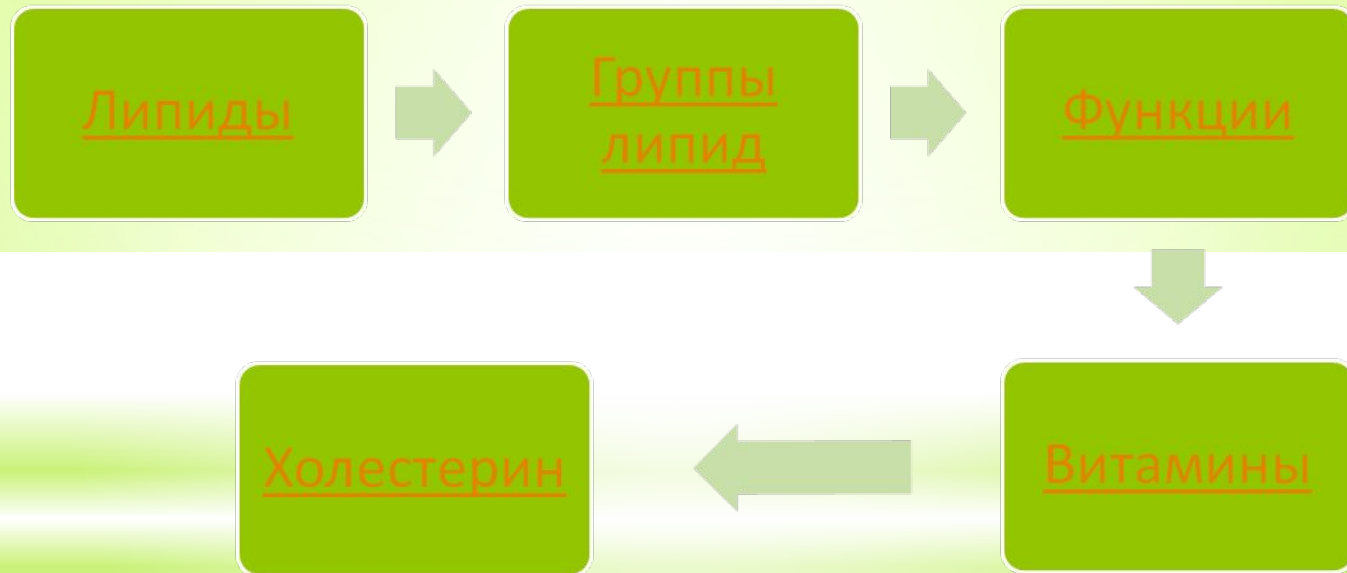 Липиды
Группы
липид
Функции
Витамины
Холестерин